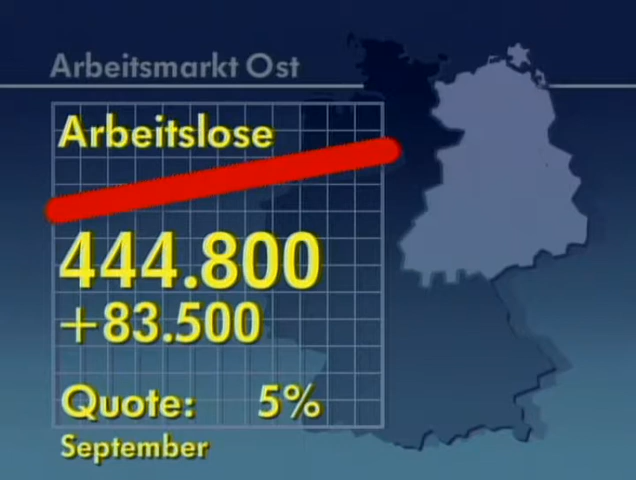 Arbeitsmarkt Ost
Arbeitslose
444.800
+83.500
Quote: 5%
September